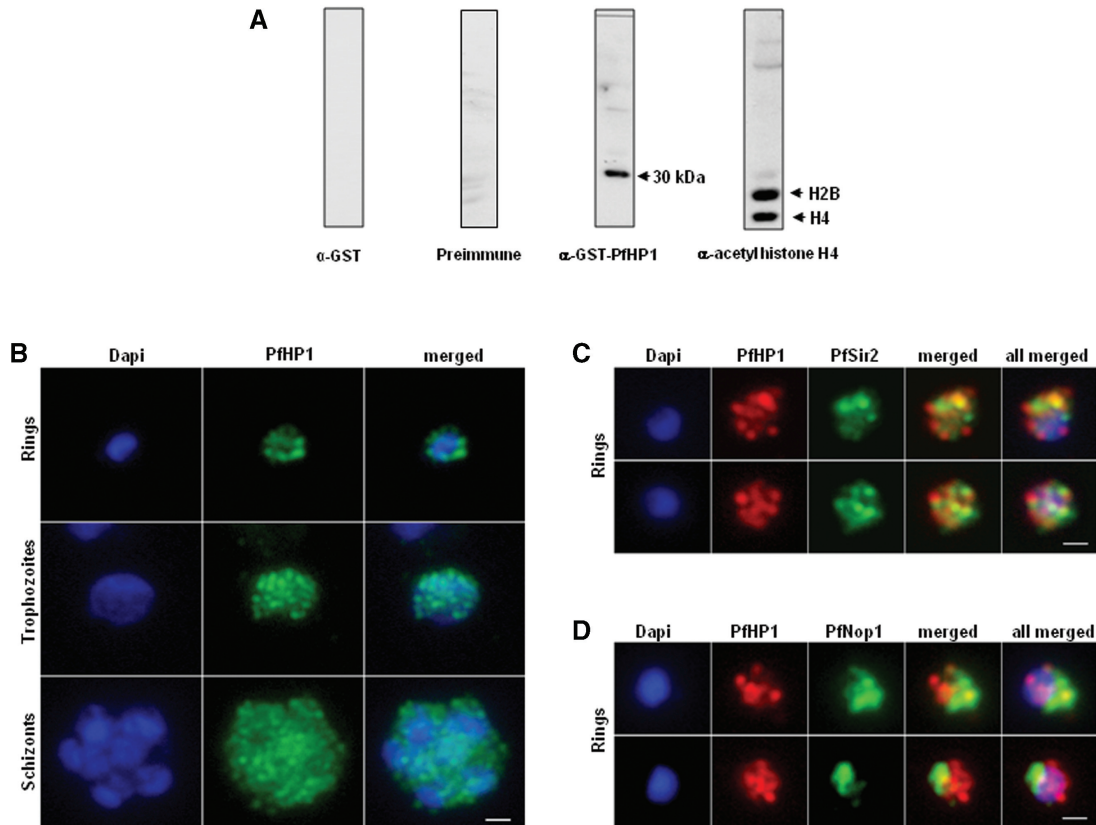 A
30 kDa
H2B
H4
α-GST
Preimmune
α-GST-PfHP1
α-acetyl histone H4
B
Dapi
PfHP1
merged
Rings
Trophozoites
Schizonts
C
Dapi
PfHP1
PfSir2
merged
all merged
Rings
D
Dapi
PfHP1
PfNop1
merged
all merged
Rings